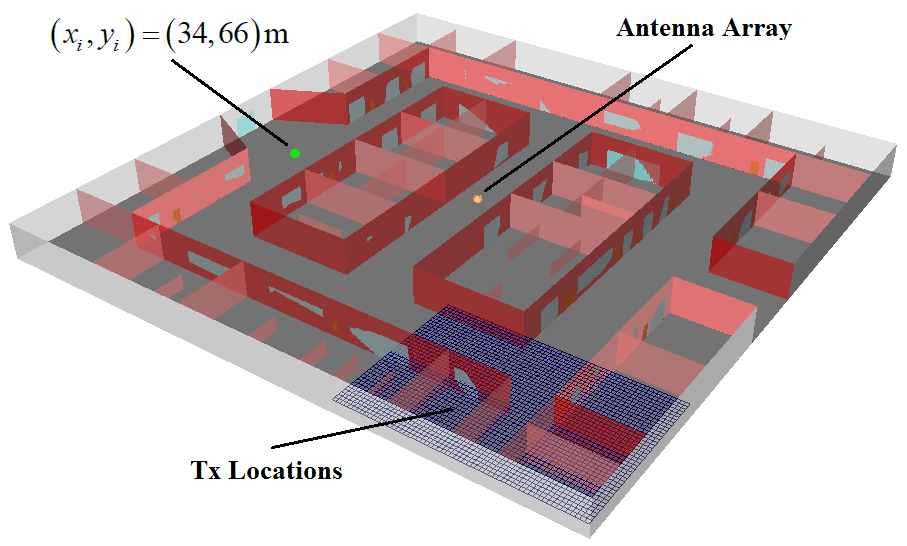 (x_i, y_i) = (34, 66) m
Antenna Array
Tx Locations